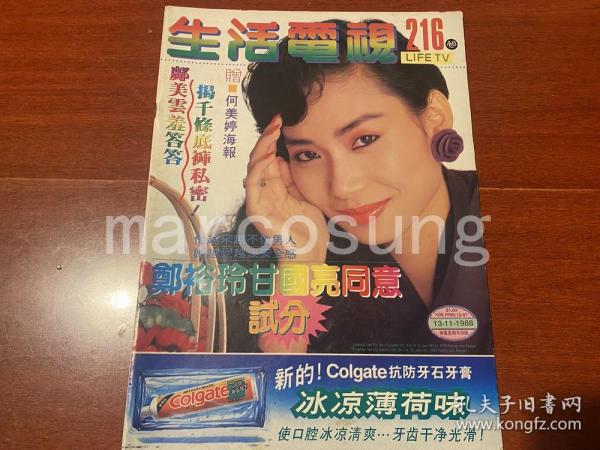 生活電視
216
LIFE TV
贈
何美婷海報
鄺美雲羞答答
揭千條底褲私密!
marcosung
鄭裕玲甘國亮同意
試分
13-11-1988
新的!Colgate抗防牙石牙膏
Colgate
冰凉薄荷味
使口腔冰凉清爽…牙齒干净光滑!
孔夫子旧書网
www.kongfz.com